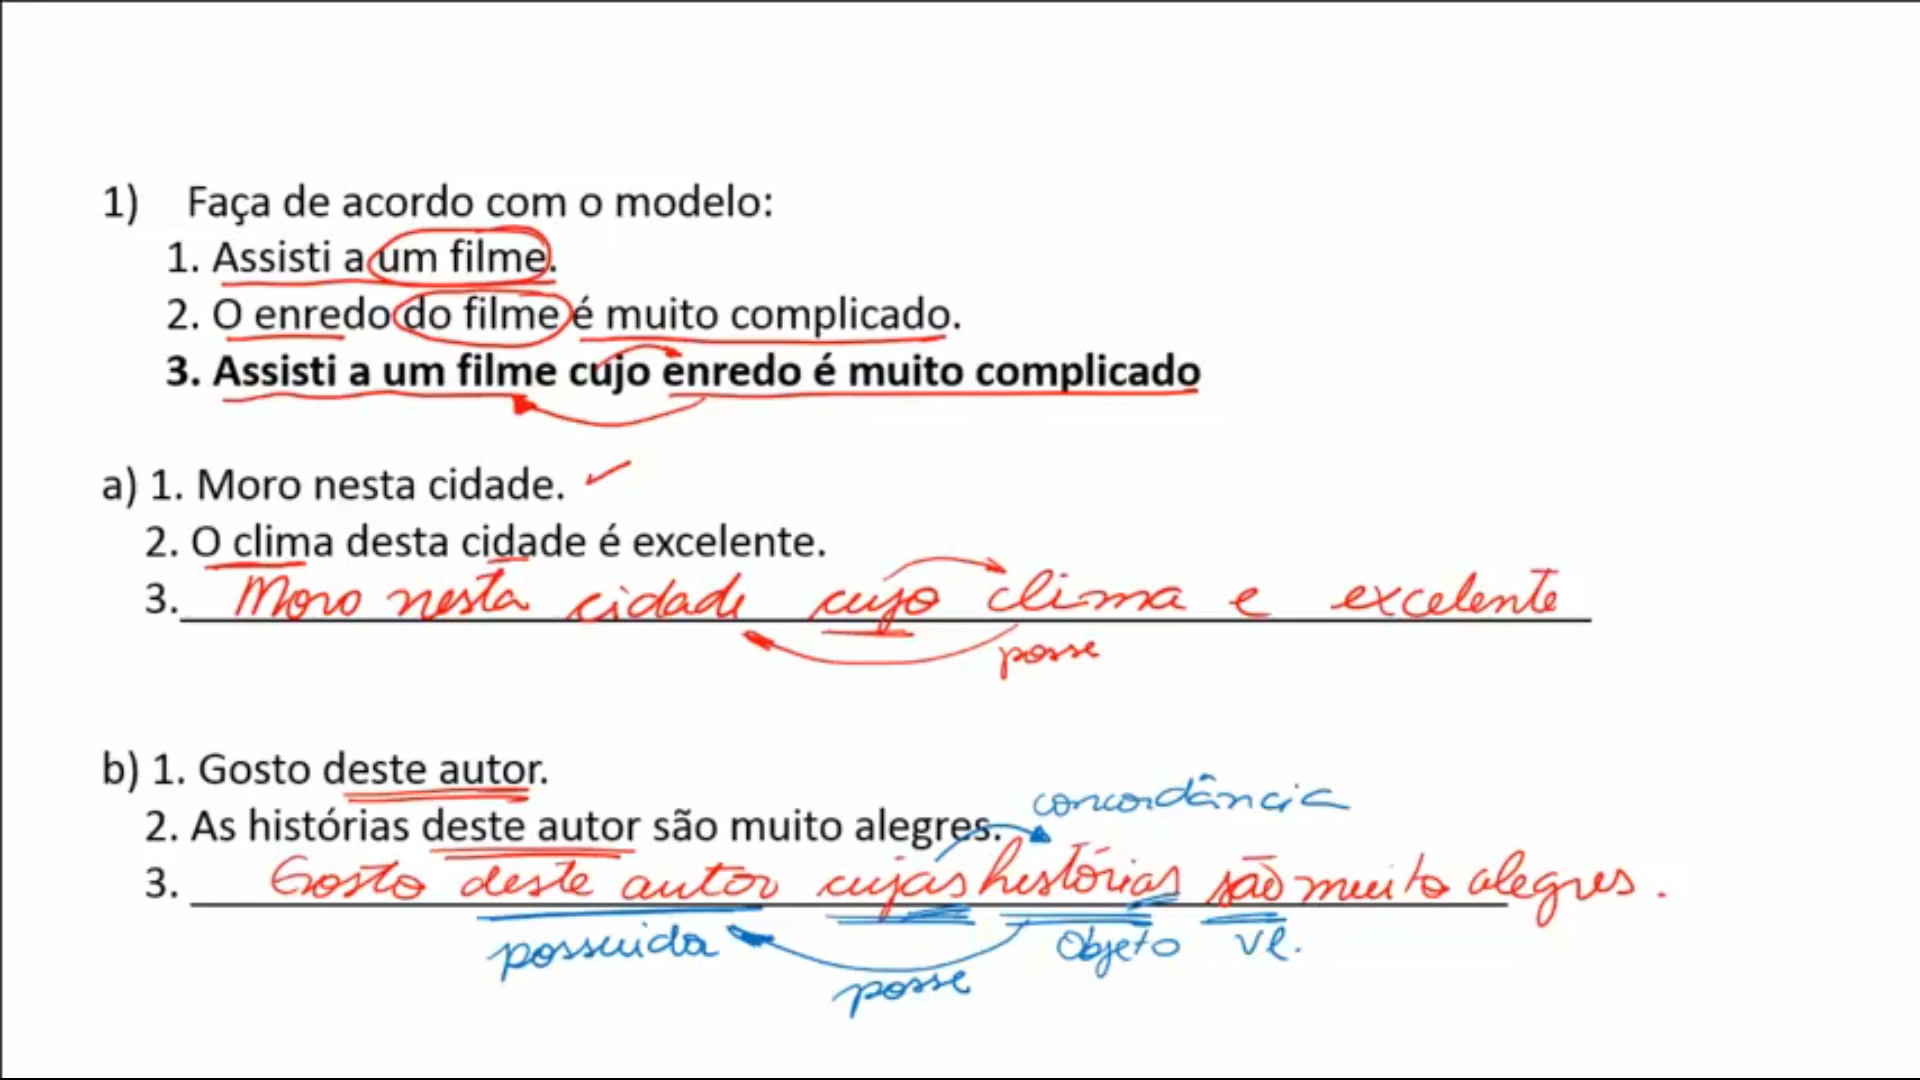 1) Faça de acordo com o modelo:
1. Assisti a um filme.
2. O enredo do filme é muito complicado.
3. Assisti a um filme cujo enredo é muito complicado
a) 1. Moro nesta cidade.
2. O clima desta cidade é excelente.
3. Moro nesta cidade cujo clima e excelente
posse
b) 1. Gosto deste autor.
concordância
2. As histórias deste autor são muito alegres.
3. Gosto deste autor cujas histórias são muito alegres.
possuida Objeto VL.
posse